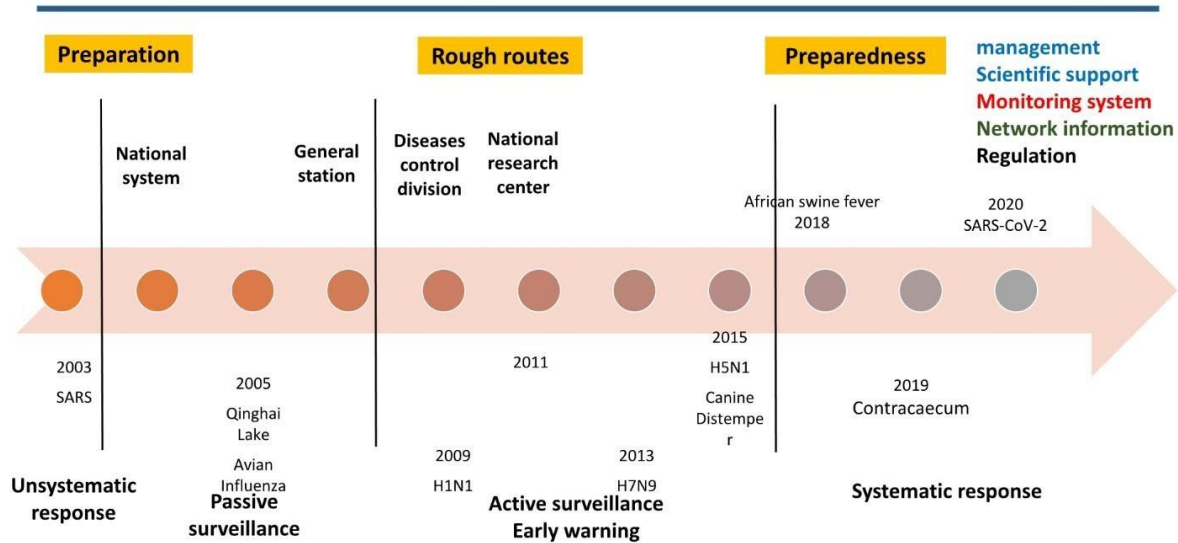 Preparation
Rough routes
Preparedness
management
Scientific support
Monitoring system
Network information
Regulation
National
system
General
station
Diseases
control
division
National
research
center
African swine fever
2018
2020
SARS-CoV-2
2003
SARS
2005
Qinghai
Lake
Avian
Influenza
2009
H1N1
2011
2013
H7N9
2015
H5N1
Canine
Distempe
r
2019
Contracaecum
Unsystematic
response
Passive
surveillance
Active surveillance
Early warning
Systematic response